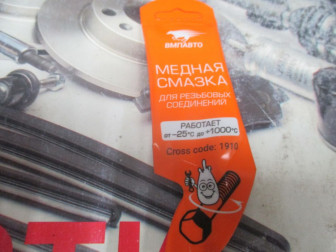 ВМПАВТО
МЕДНАЯ
СМАЗКА
ДЛЯ РЕЗЬБОВЫХ
СОЕДИНЕНИЙ
РАБОТАЕТ
от -25°C до +1000°C
Cross code: 1910